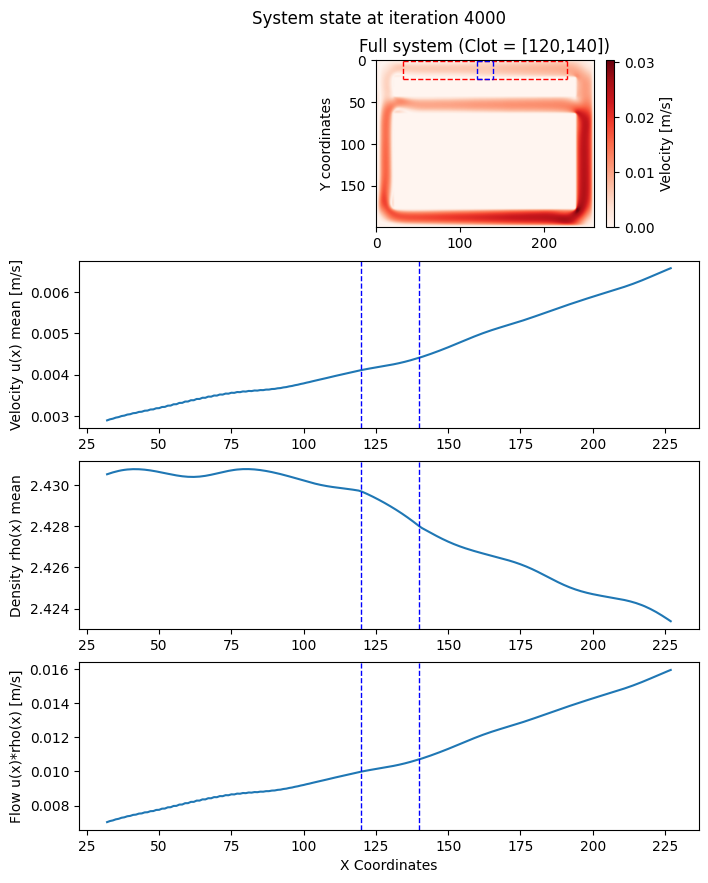 System state at iteration 4000
Full system (Clot = [120,140])
0
50
100
150
Y coordinates
0 100 200
0.03
0.02
0.01
0.00
Velocity [m/s]
0.006
0.005
0.004
0.003
Velocity u(x) mean [m/s]
25 50 75 100 125 150 175 200 225
2.430
2.428
2.426
2.424
Density rho(x) mean
25 50 75 100 125 150 175 200 225
0.016
0.014
0.012
0.010
0.008
Flow u(x)*rho(x) [m/s]
25 50 75 100 125 150 175 200 225
X Coordinates